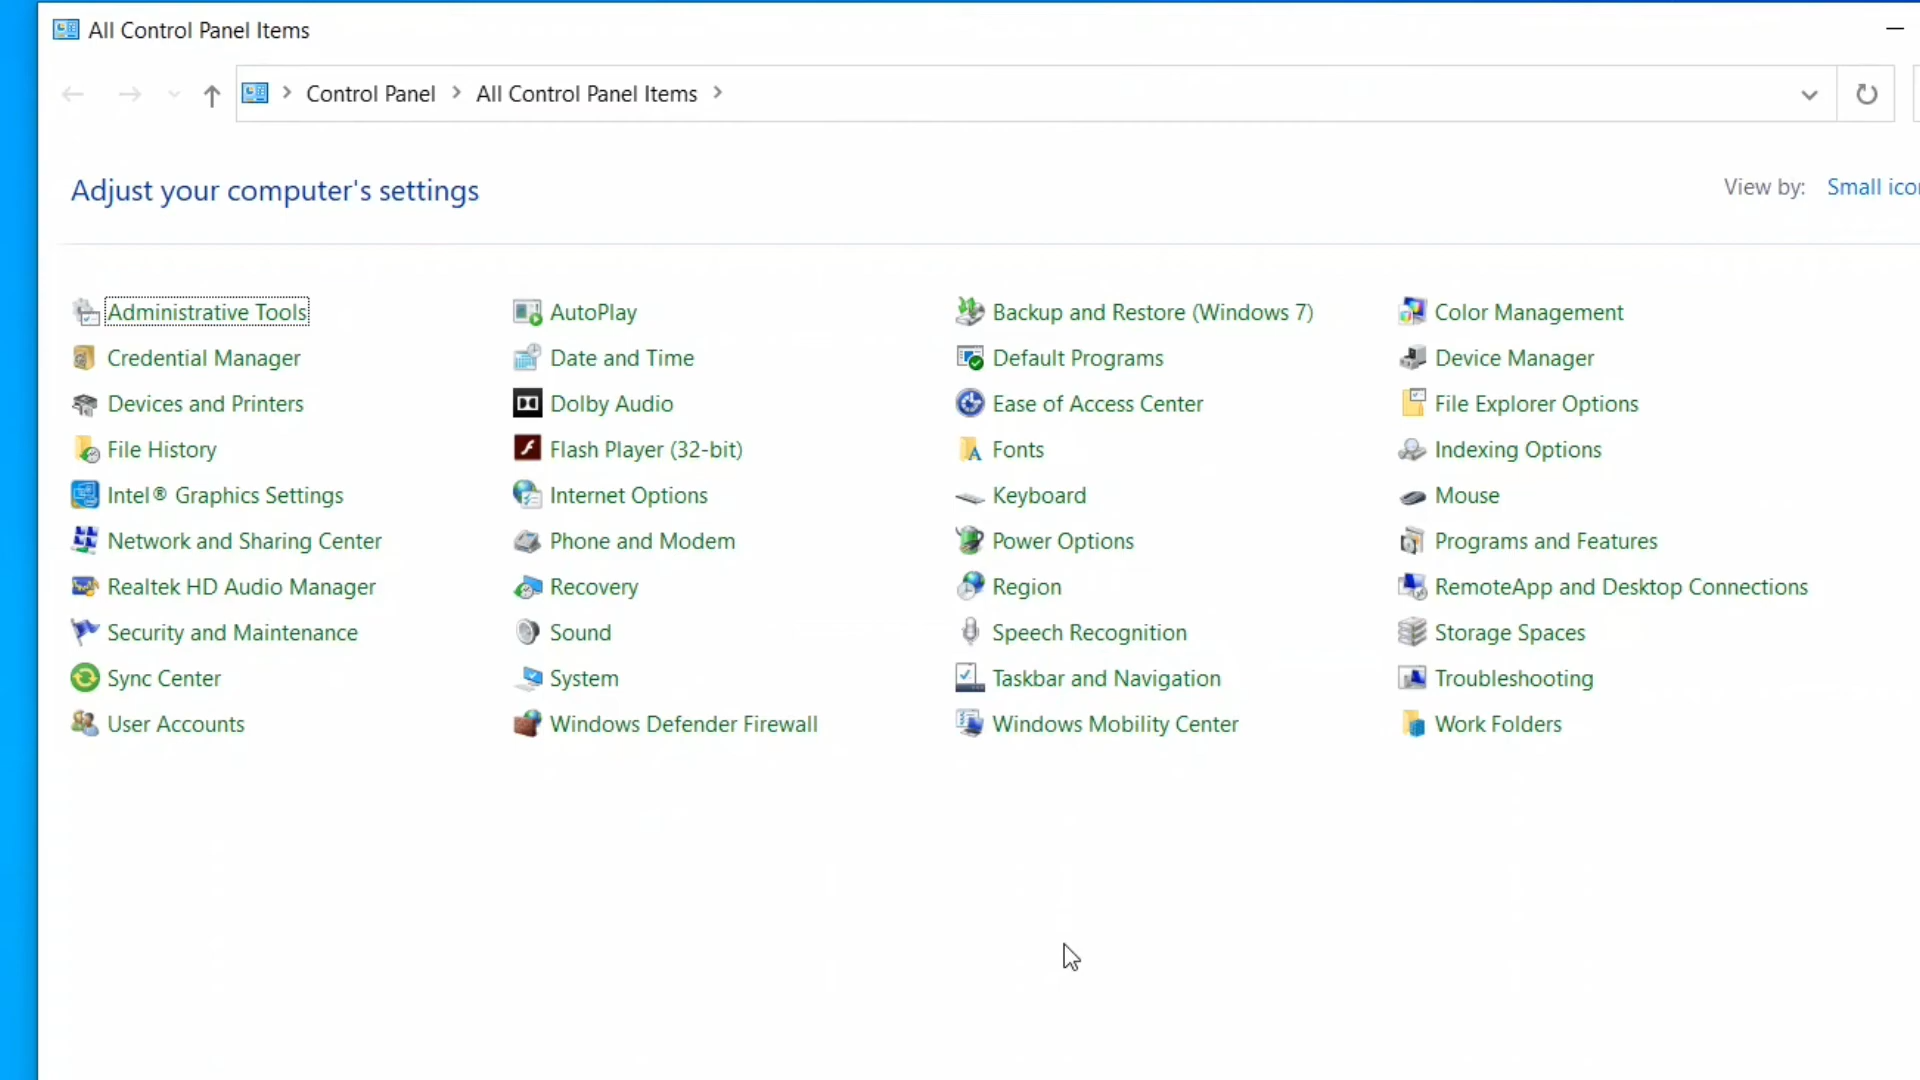 All Control Panel Items
Control Panel All Control Panel Items
Adjust your computer's settings
View by: Small
Administrative Tools AutoPlay Backup and Restore (Windows 7) Color Management
Credential Manager Date and Time Default Programs Device Manager
Devices and Printers Dolby Audio Ease of Access Center File Explorer Options
File History Flash Player (32-bit) Fonts Indexing Options
Intel® Graphics Settings Internet Options Keyboard Mouse
Network and Sharing Center Phone and Modem Power Options Programs and Features
Realtek HD Audio Manager Recovery Region RemoteApp and Desktop Connections
Security and Maintenance Sound Speech Recognition Storage Spaces
Sync Center System Taskbar and Navigation Troubleshooting
User Accounts Windows Defender Firewall Windows Mobility Center Work Folders